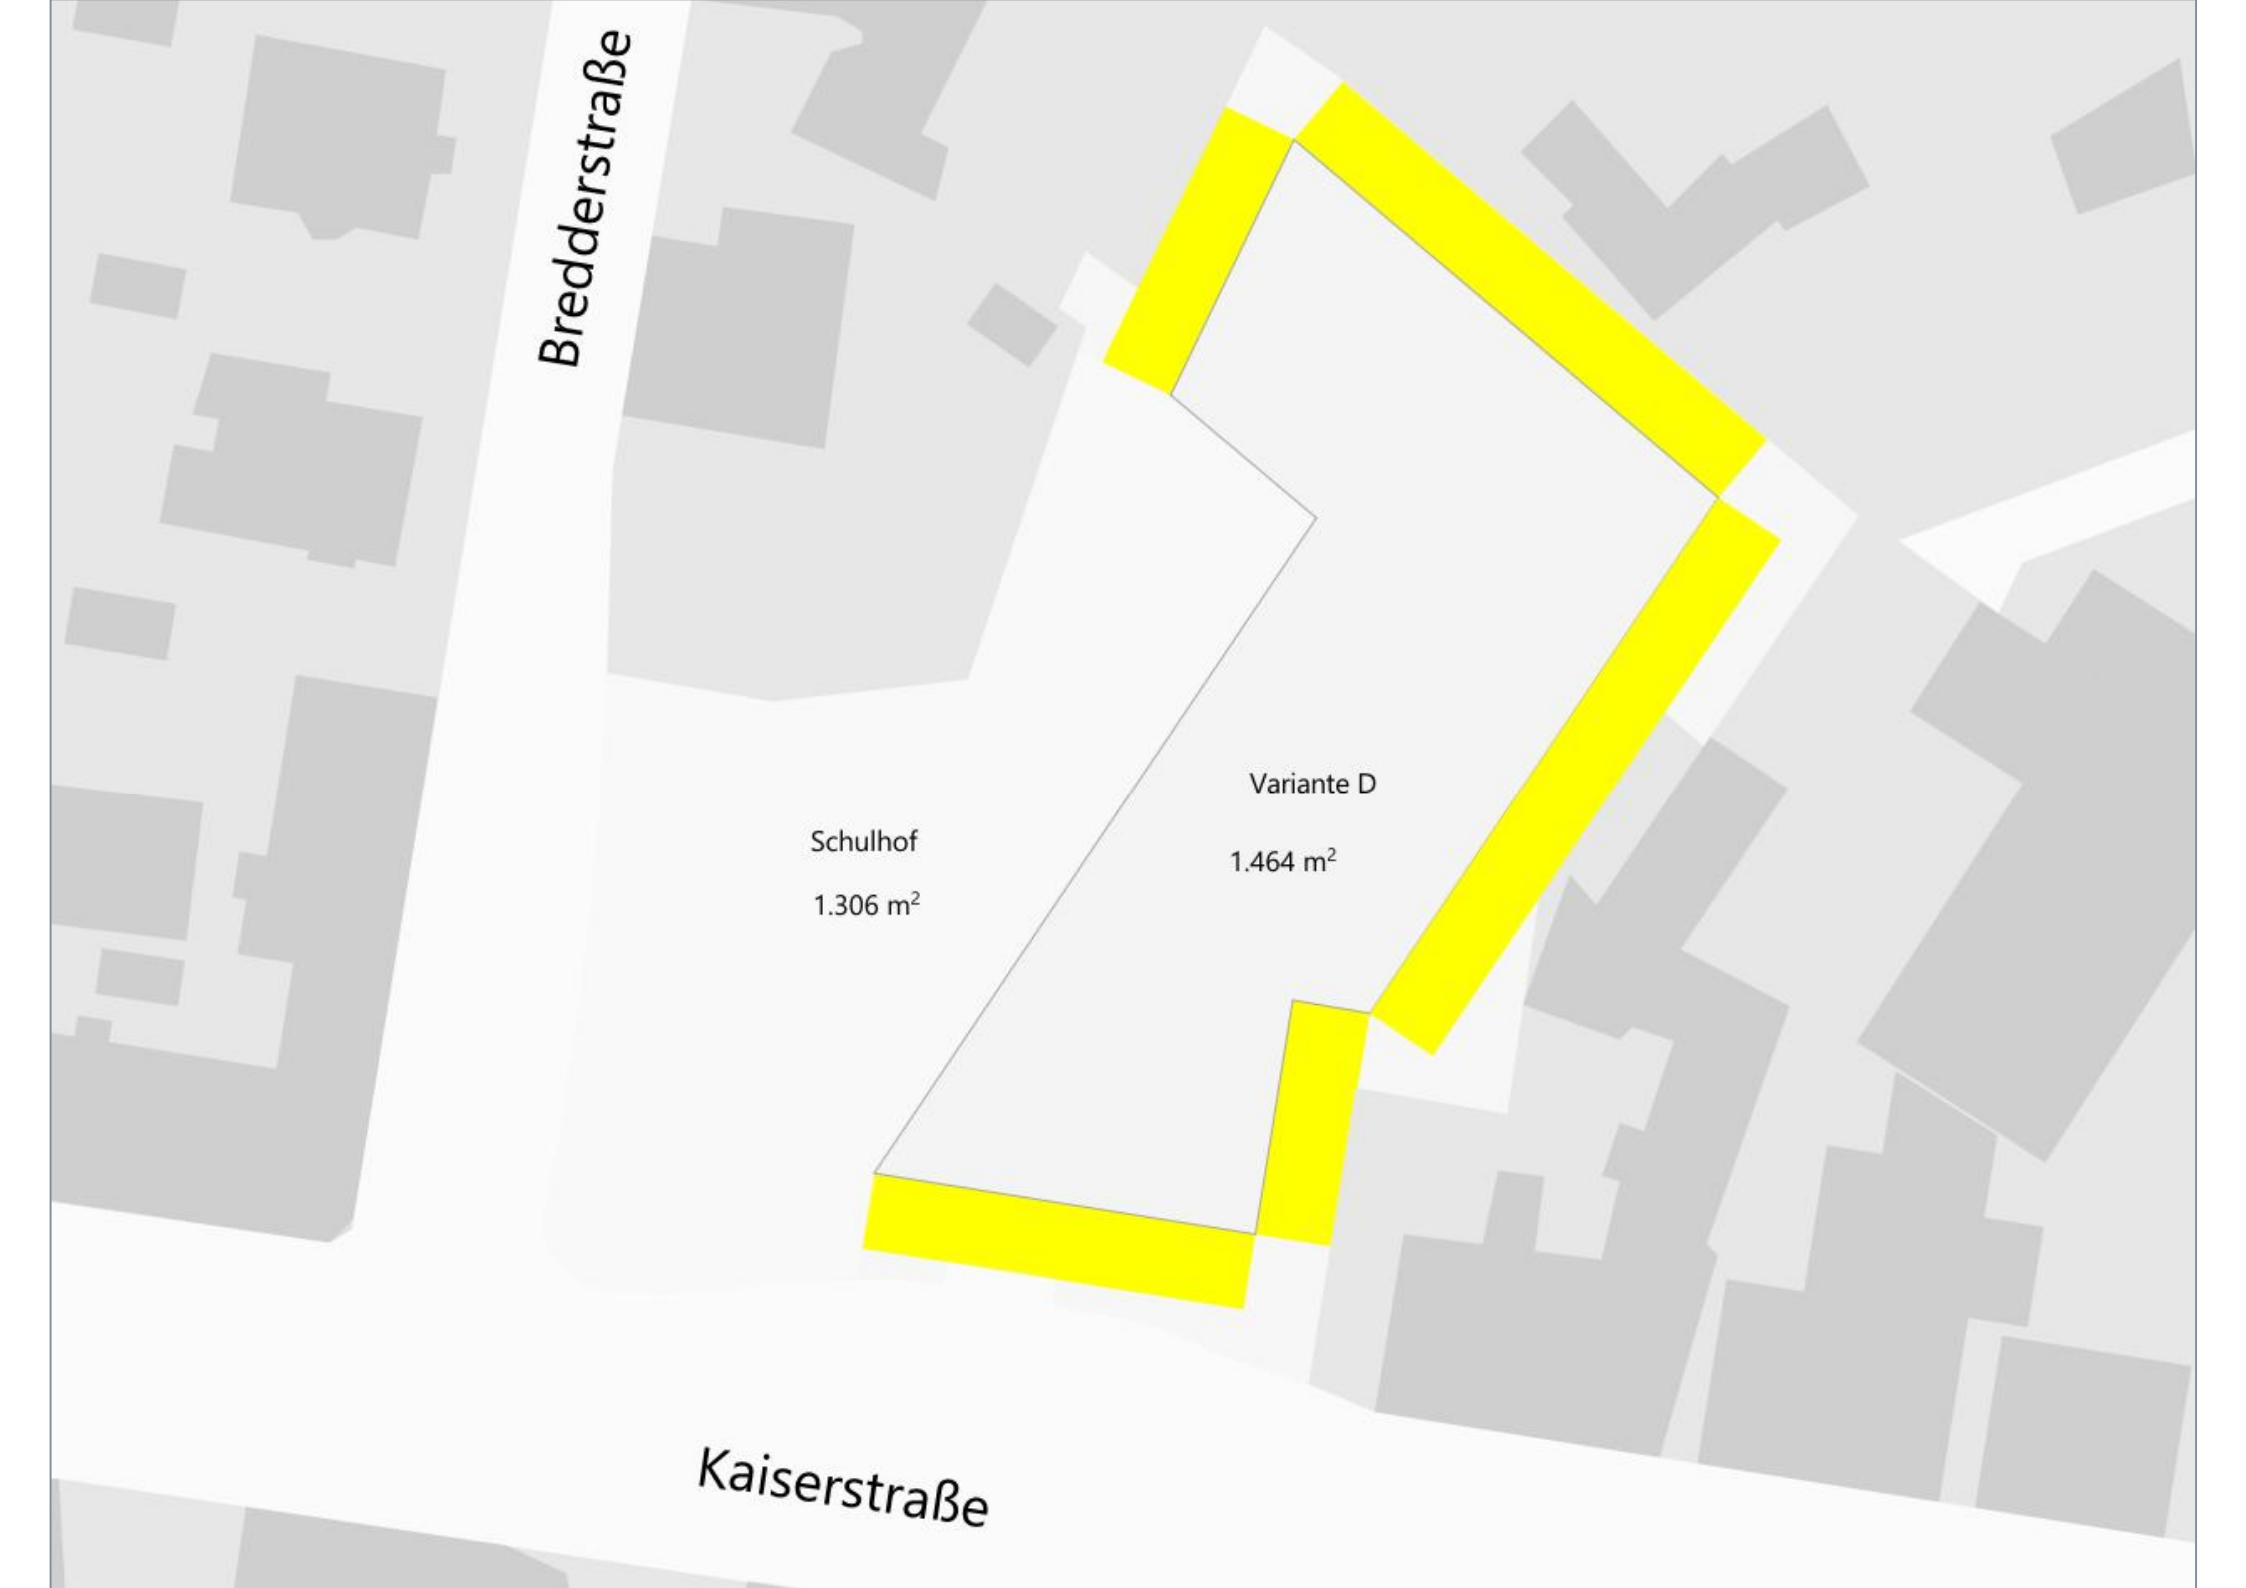 Bredderstraße
Variante D
1.464 m²
Schulhof
1.306 m²
Kaiserstraße